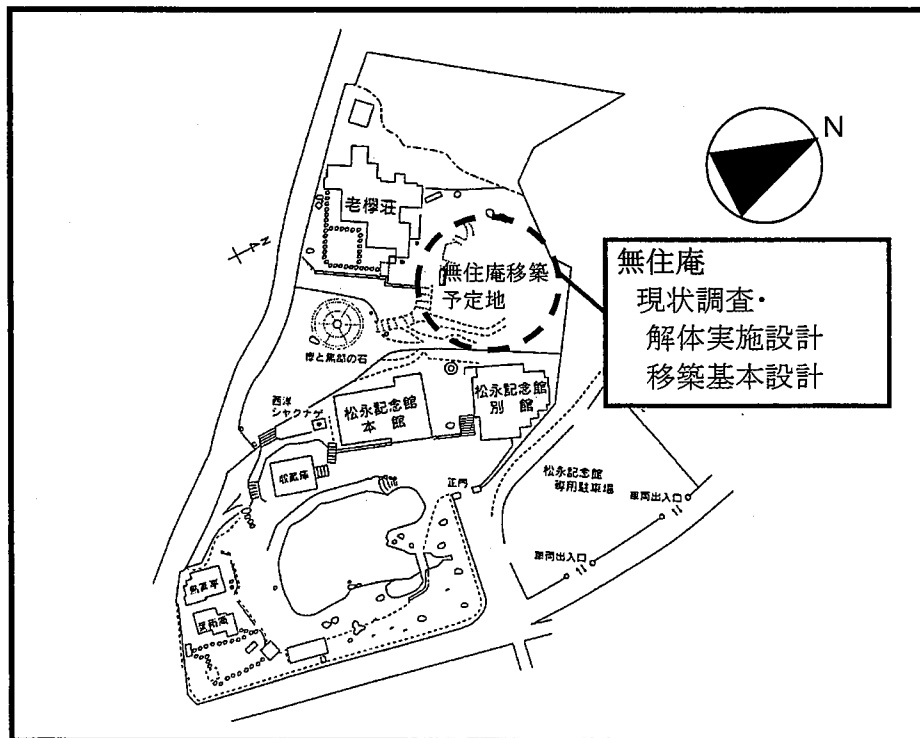 N
老欅荘
N
無住庵移築
予定地
無住庵
現状調査・
解体実施設計
移築基本設計
西洋
シャクナゲ
松永記念館
本館
松永記念館
別館
収蔵庫
正門
松永記念館
専用駐車場
車両出入口
車両出入口